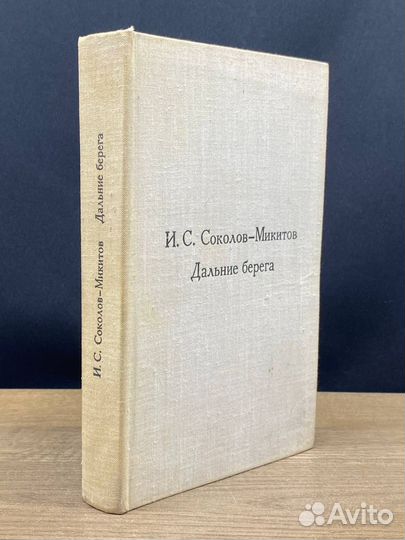 И. С. Соколов-Микитов Дальние берега
И. С. Соколов-Микитов
Дальние берега
Avito